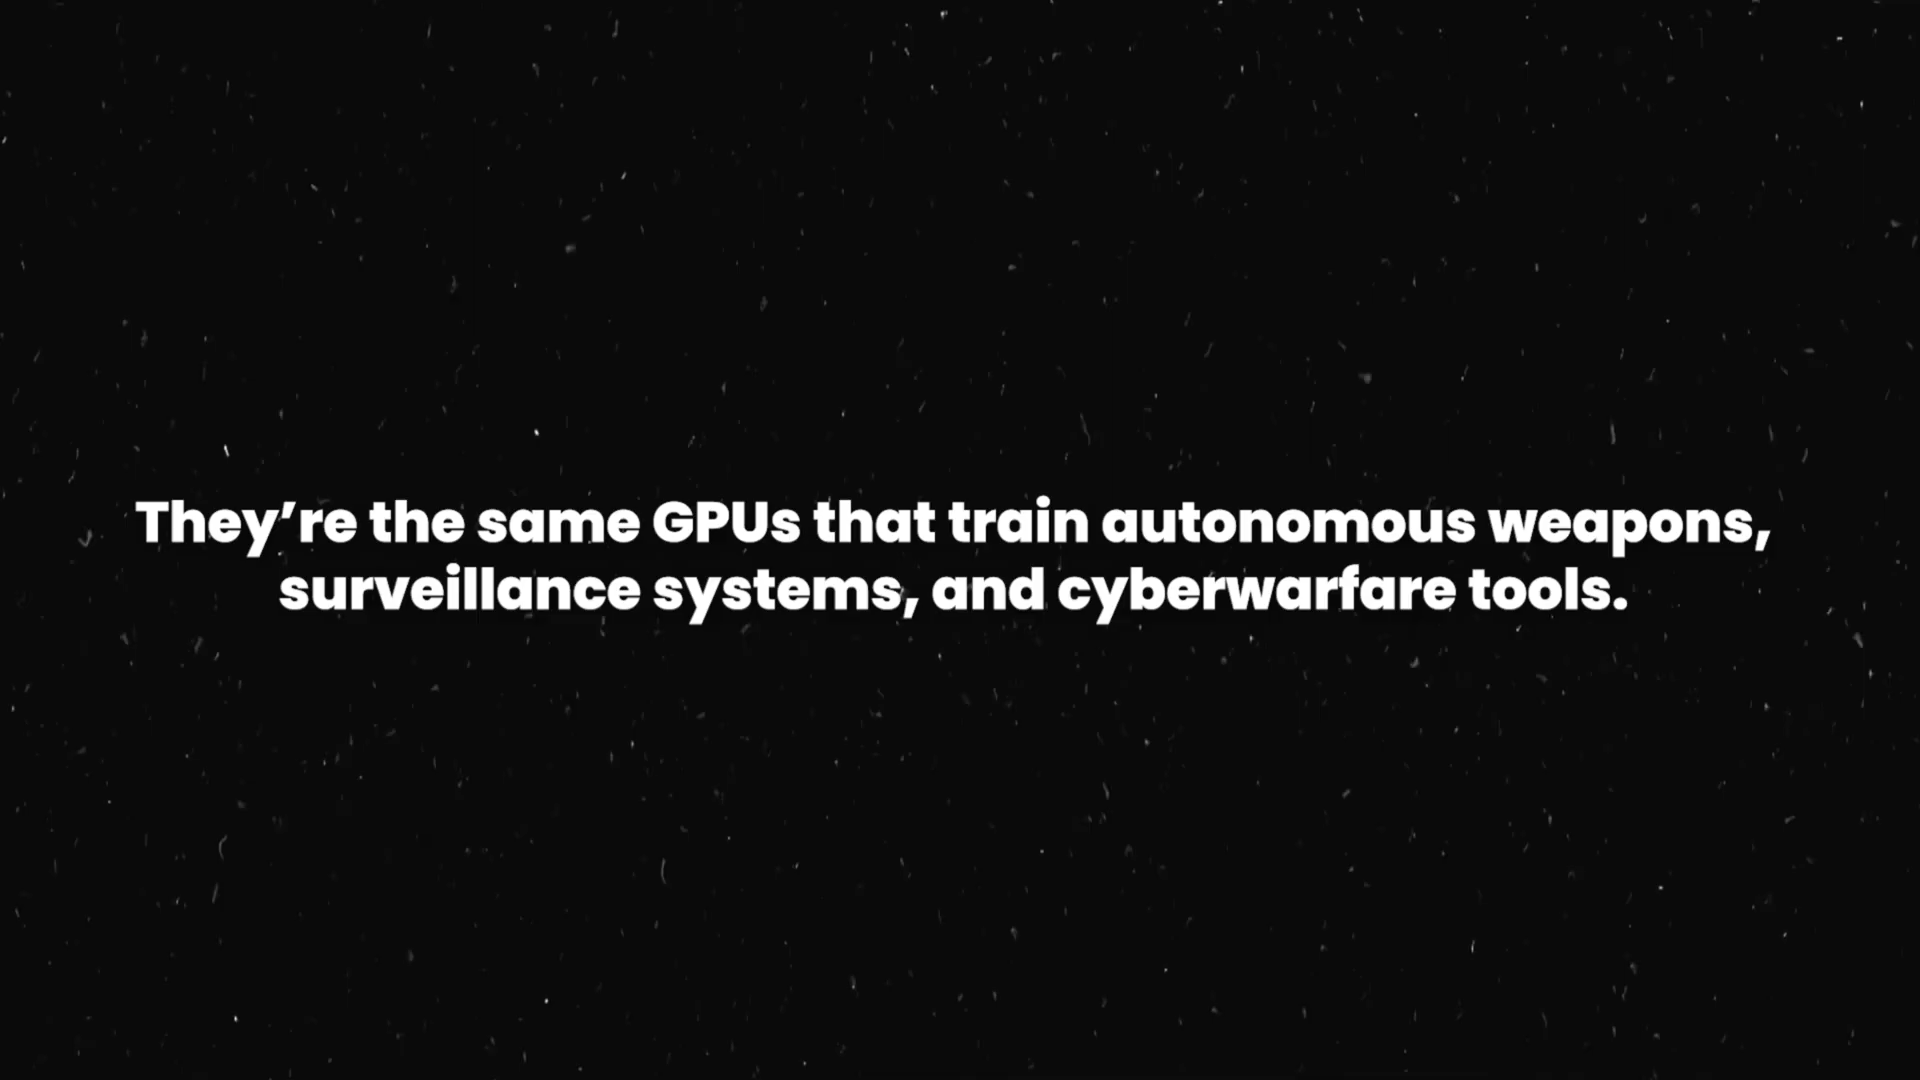 They’re the same GPUs that train autonomous weapons,
surveillance systems, and cyberwarfare tools.